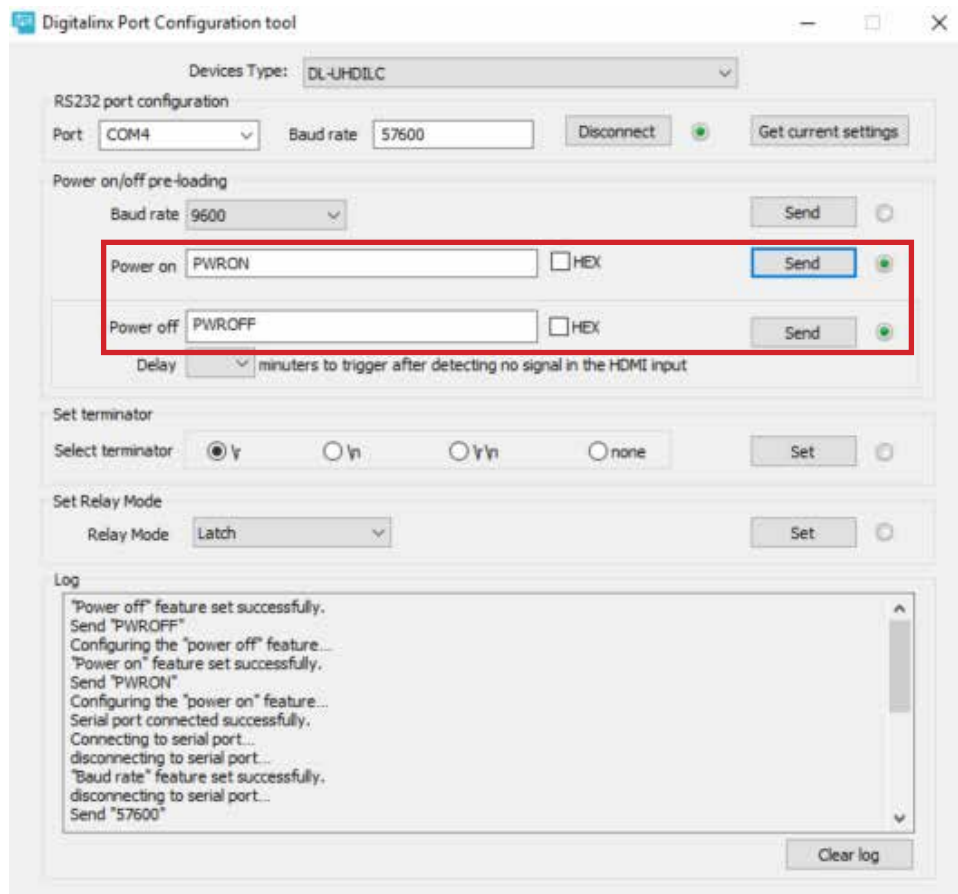 Digitalinx Port Configuration tool
Devices Type: DL-UHDILC
RS232 port configuration
Port COM4 Baud rate 57600 Disconnect Get current settings
Power on/off pre-loading
Baud rate 9600 Send
Power on PWRON HEX Send
Power off PWROFF HEX Send
Delay minuters to trigger after detecting no signal in the HDMI input
Set terminator
Select terminator \r \n \r\n none Set
Set Relay Mode
Relay Mode Latch Set
Log
"Power off" feature set successfully.
Send "PWROFF"
Configuring the "power off" feature...
"Power on" feature set successfully.
Send "PWRON"
Configuring the "power on" feature...
Serial port connected successfully.
Connecting to serial port...
disconnecting to serial port...
"Baud rate" feature set successfully.
disconnecting to serial port...
Send "57600"
Clear log